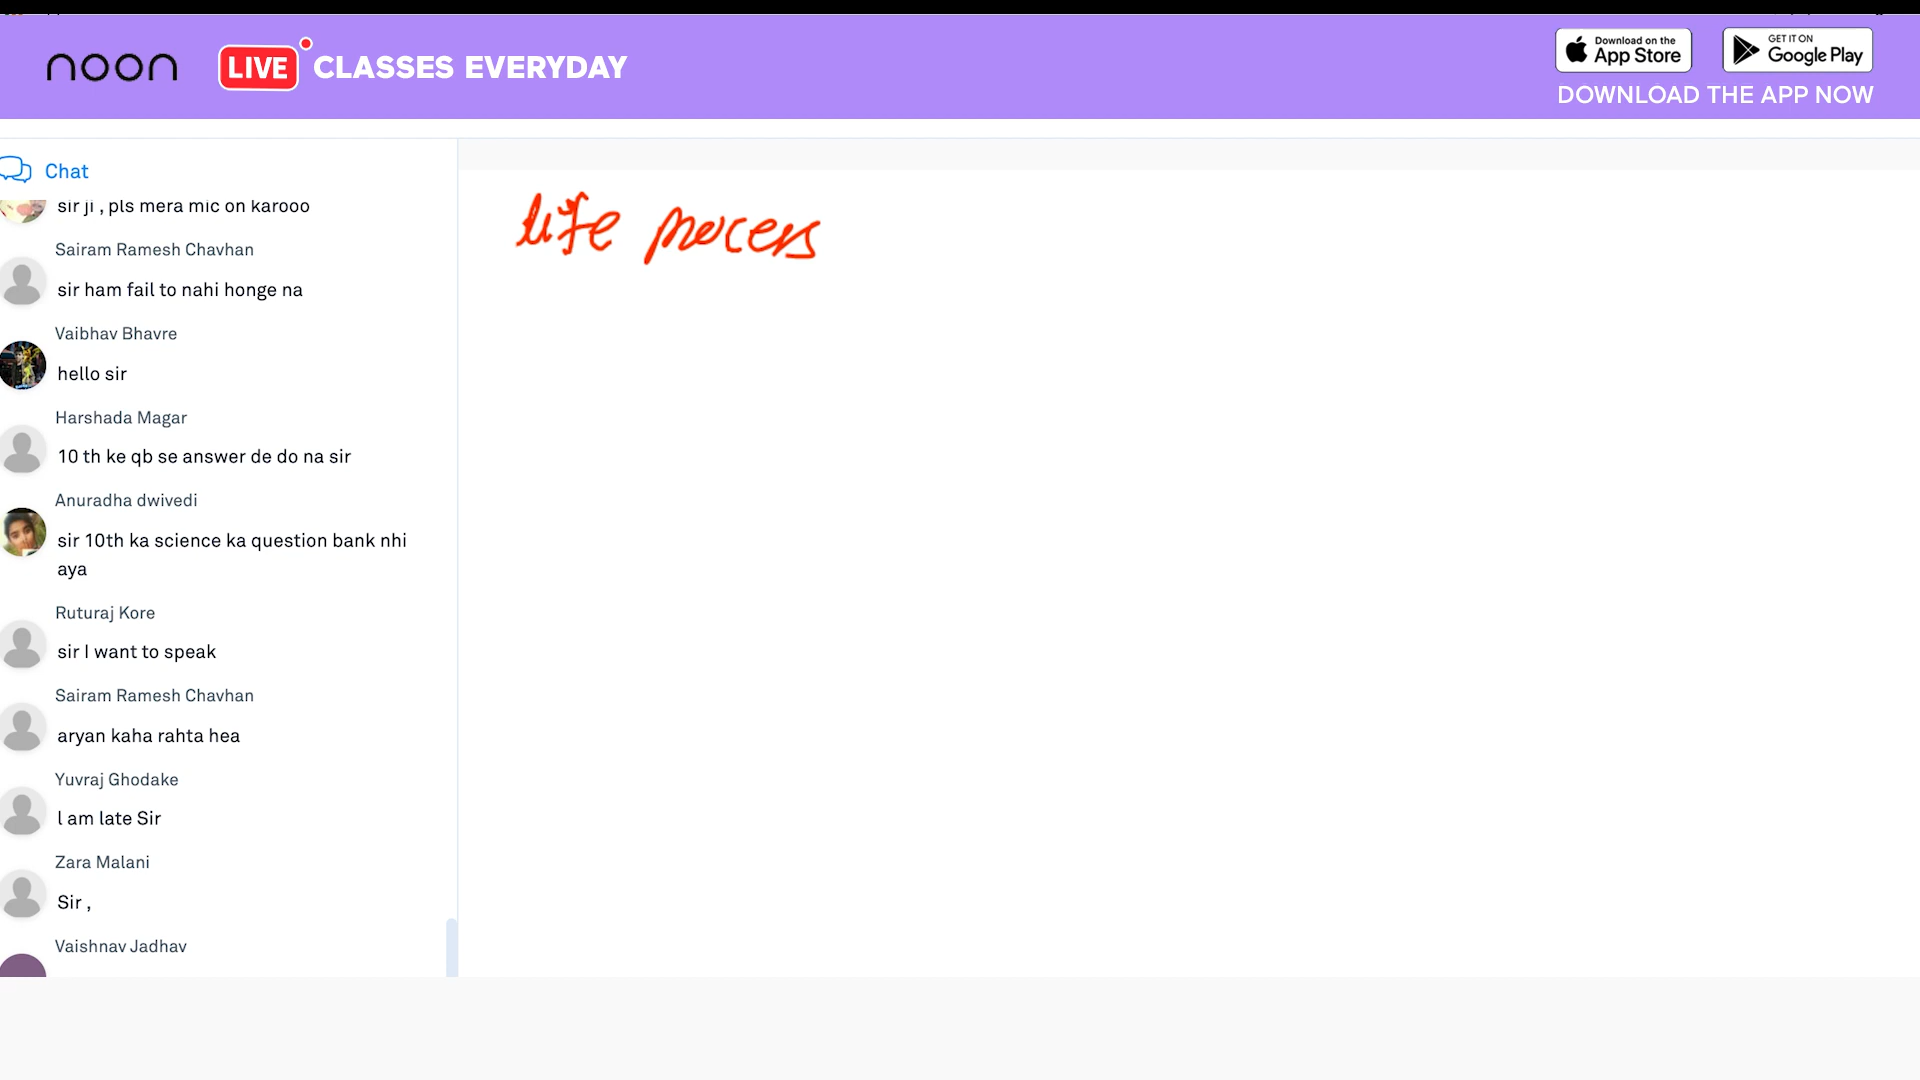 noon LIVE CLASSES EVERYDAY
Download on the App Store
GET IT ON Google Play
DOWNLOAD THE APP NOW
Chat
sir ji , pls mera mic on karooo
Sairam Ramesh Chavhan
sir ham fail to nahi honge na
Vaibhav Bhavre
hello sir
Harshada Magar
10 th ke qb se answer de do na sir
Anuradha dwivedi
sir 10th ka science ka question bank nhi
aya
Ruturaj Kore
sir I want to speak
Sairam Ramesh Chavhan
aryan kaha rahta hea
Yuvraj Ghodake
l am late Sir
Zara Malani
Sir ,
Vaishnav Jadhav
life process